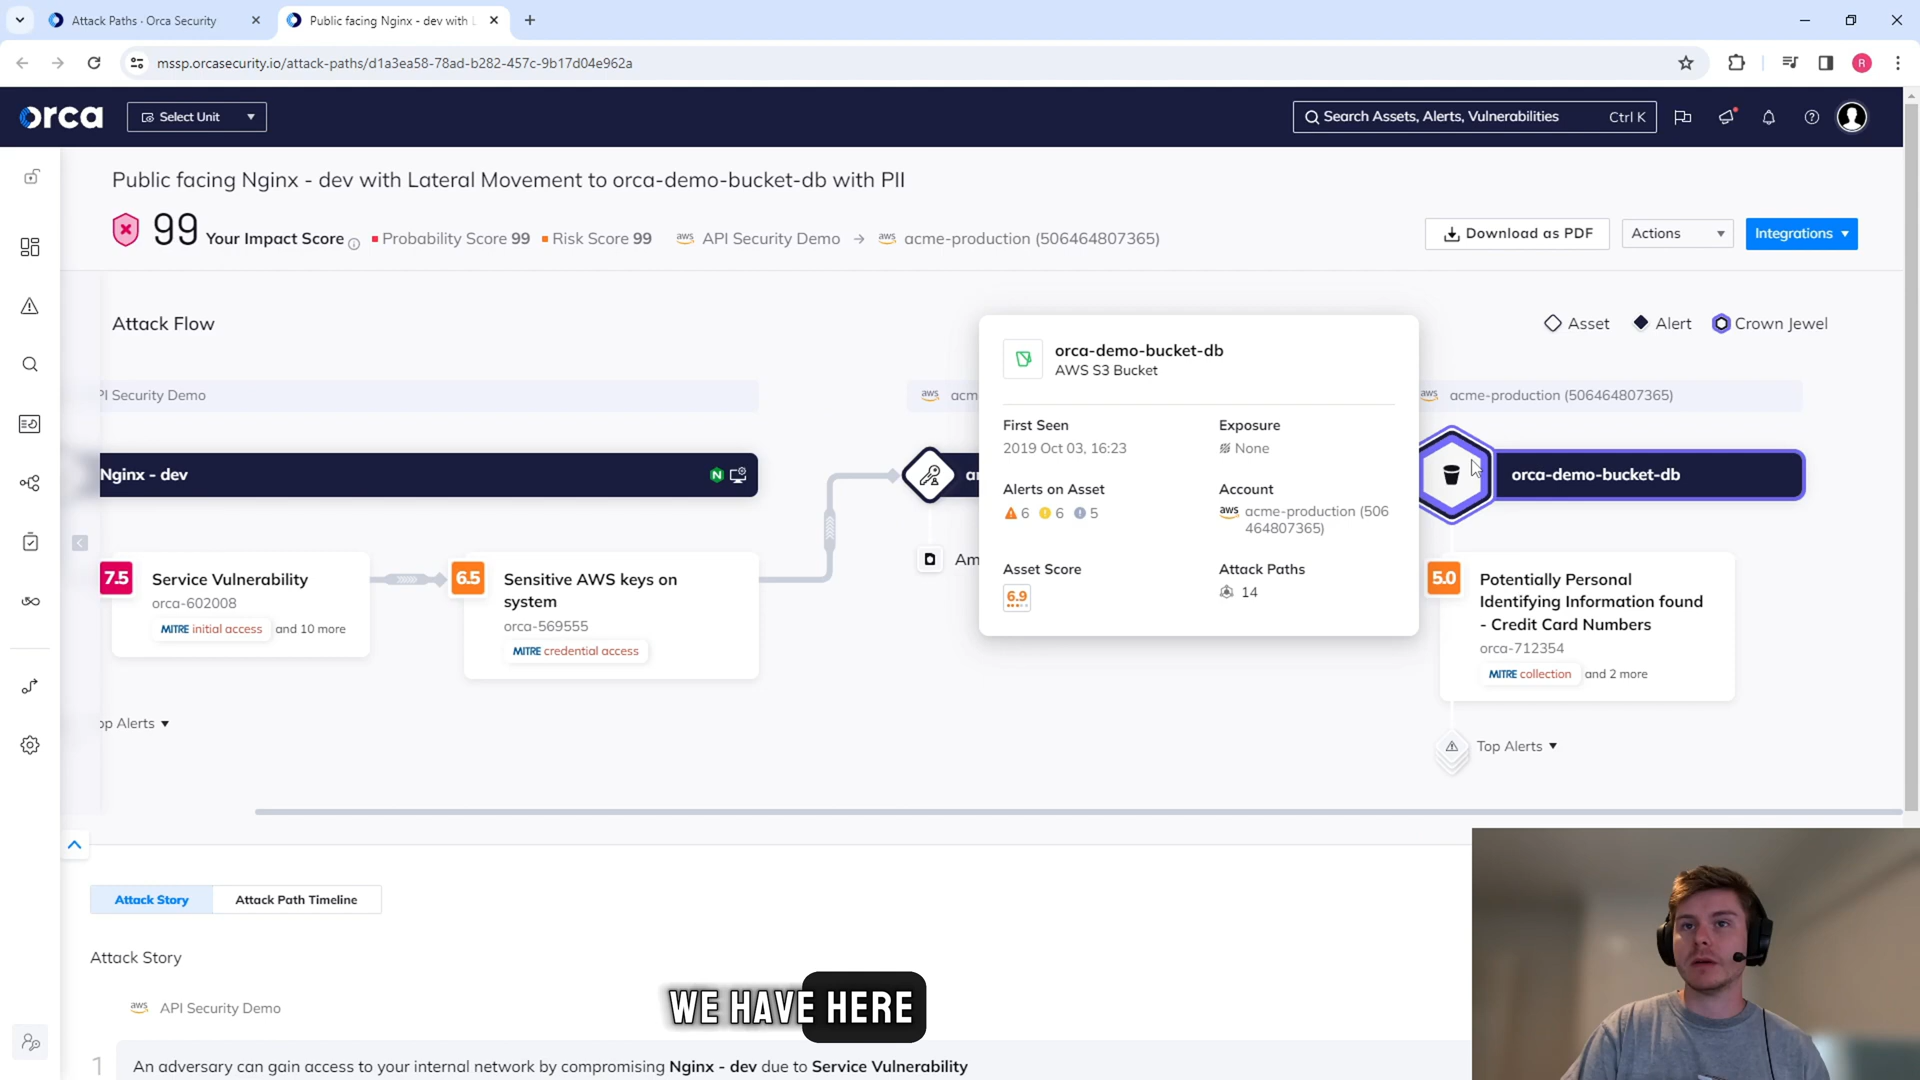 Attack Paths · Orca Security
Public facing Nginx - dev with L
mssp.orcasecurity.io/attack-paths/d1a3ea58-78ad-b282-457c-9b17d04e962a
R
orca
Select Unit
Search Assets, Alerts, Vulnerabilities
Ctrl K
Public facing Nginx - dev with Lateral Movement to orca-demo-bucket-db with PII
99 Your Impact Score
Probability Score 99
Risk Score 99
aws API Security Demo
aws acme-production (506464807365)
Download as PDF
Actions
Integrations
Attack Flow
Asset
Alert
Crown Jewel
PI Security Demo
aws acm
aws acme-production (506464807365)
Nginx - dev
N
ar
orca-demo-bucket-db
7.5 Service Vulnerability
orca-602008
MITRE initial access and 10 more
6.5 Sensitive AWS keys on
system
orca-569555
MITRE credential access
Am
orca-demo-bucket-db
AWS S3 Bucket
First Seen
2019 Oct 03, 16:23
Exposure
None
Alerts on Asset
6 6 5
Account
aws acme-production (506
464807365)
Asset Score
6.9
Attack Paths
14
5.0 Potentially Personal
Identifying Information found
- Credit Card Numbers
orca-712354
MITRE collection and 2 more
op Alerts
Top Alerts
Attack Story
Attack Path Timeline
Attack Story
aws API Security Demo
WE HAVE HERE
1 An adversary can gain access to your internal network by compromising Nginx - dev due to Service Vulnerability